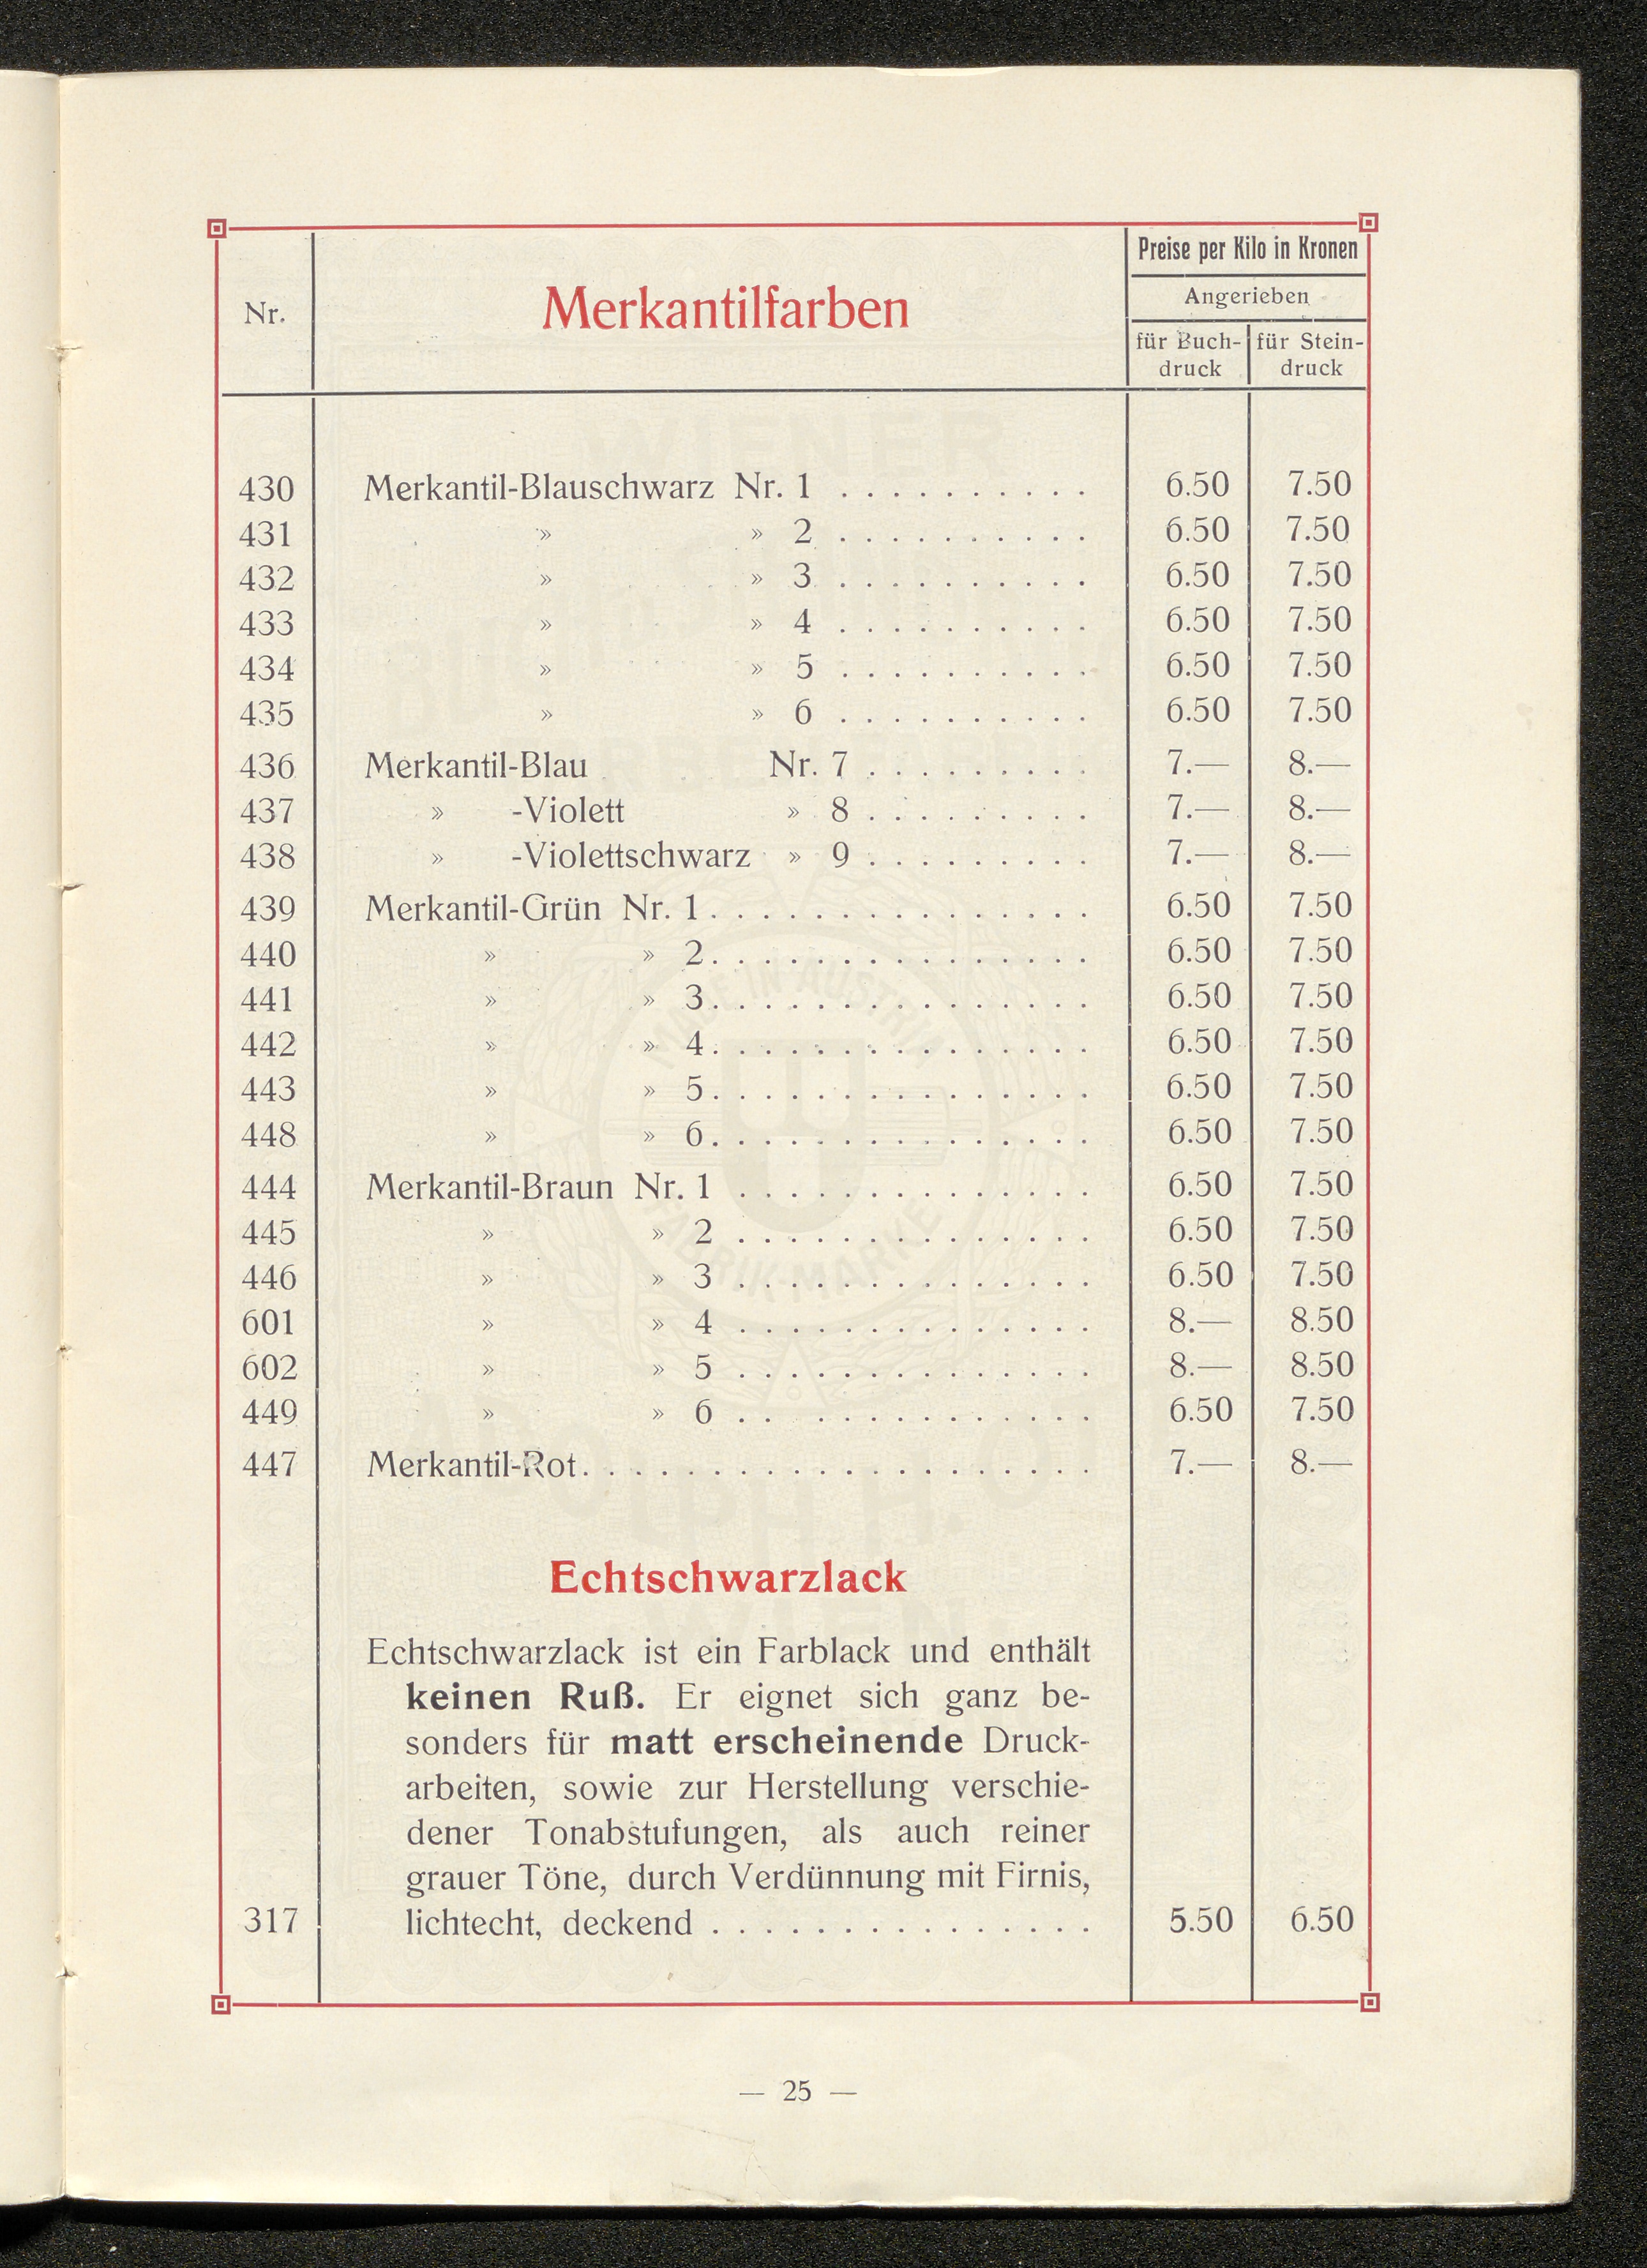 Nr. Merkantilfarben Preise per Kilo in Kronen
Angerieben
für Buch- für Stein-
druck druck
430 Merkantil-Blauschwarz Nr. 1 . . . . . . . . . . 6.50 7.50
431 » » 2 . . . . . . . . . . 6.50 7.50
432 » » 3 . . . . . . . . . . 6.50 7.50
433 » » 4 . . . . . . . . . . 6.50 7.50
434 » » 5 . . . . . . . . . . 6.50 7.50
435 » » 6 . . . . . . . . . . 6.50 7.50
436 Merkantil-Blau Nr. 7 . . . . . . . . . 7.— 8.—
437 » -Violett » 8 . . . . . . . . . 7.— 8.—
438 » -Violettschwarz » 9 . . . . . . . . . 7.— 8.—
439 Merkantil-Grün Nr. 1 . . . . . . . . . . . . . . . 6.50 7.50
440 » » 2 . . . . . . . . . . . . . . . 6.50 7.50
441 » » 3 . . . . . . . . . . . . . . . 6.50 7.50
442 » » 4 . . . . . . . . . . . . . . . 6.50 7.50
443 » » 5 . . . . . . . . . . . . . . . 6.50 7.50
448 » » 6 . . . . . . . . . . . . . . . 6.50 7.50
444 Merkantil-Braun Nr. 1 . . . . . . . . . . . . . . 6.50 7.50
445 » » 2 . . . . . . . . . . . . . . 6.50 7.50
446 » » 3 . . . . . . . . . . . . . . 6.50 7.50
601 » » 4 . . . . . . . . . . . . . . 8.— 8.50
602 » » 5 . . . . . . . . . . . . . . 8.— 8.50
449 » » 6 . . . . . . . . . . . . . . 6.50 7.50
447 Merkantil-Rot . . . . . . . . . . . . . . . . . . . . 7.— 8.—
Echtschwarzlack
Echtschwarzlack ist ein Farblack und enthält
keinen Ruß. Er eignet sich ganz be-
sonders für matt erscheinende Druck-
arbeiten, sowie zur Herstellung verschie-
dener Tonabstufungen, als auch reiner
grauer Töne, durch Verdünnung mit Firnis,
317 lichtecht, deckend . . . . . . . . . . . . . . . 5.50 6.50
— 25 —